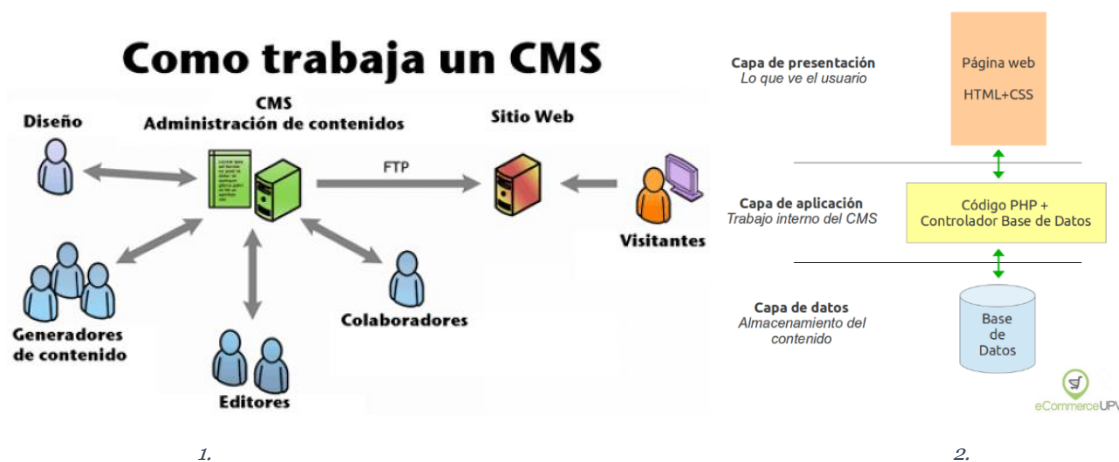 Como trabaja un CMS
Diseño
CMS
Administración de contenidos
Sitio Web
FTP
Visitantes
Generadores
de contenido
Colaboradores
Editores
1.
Capa de presentación
Lo que ve el usuario
Página web
HTML+CSS
Capa de aplicación
Trabajo interno del CMS
Código PHP +
Controlador Base de Datos
Capa de datos
Almacenamiento del
contenido
Base
de
Datos
eCommerceUPV
2.